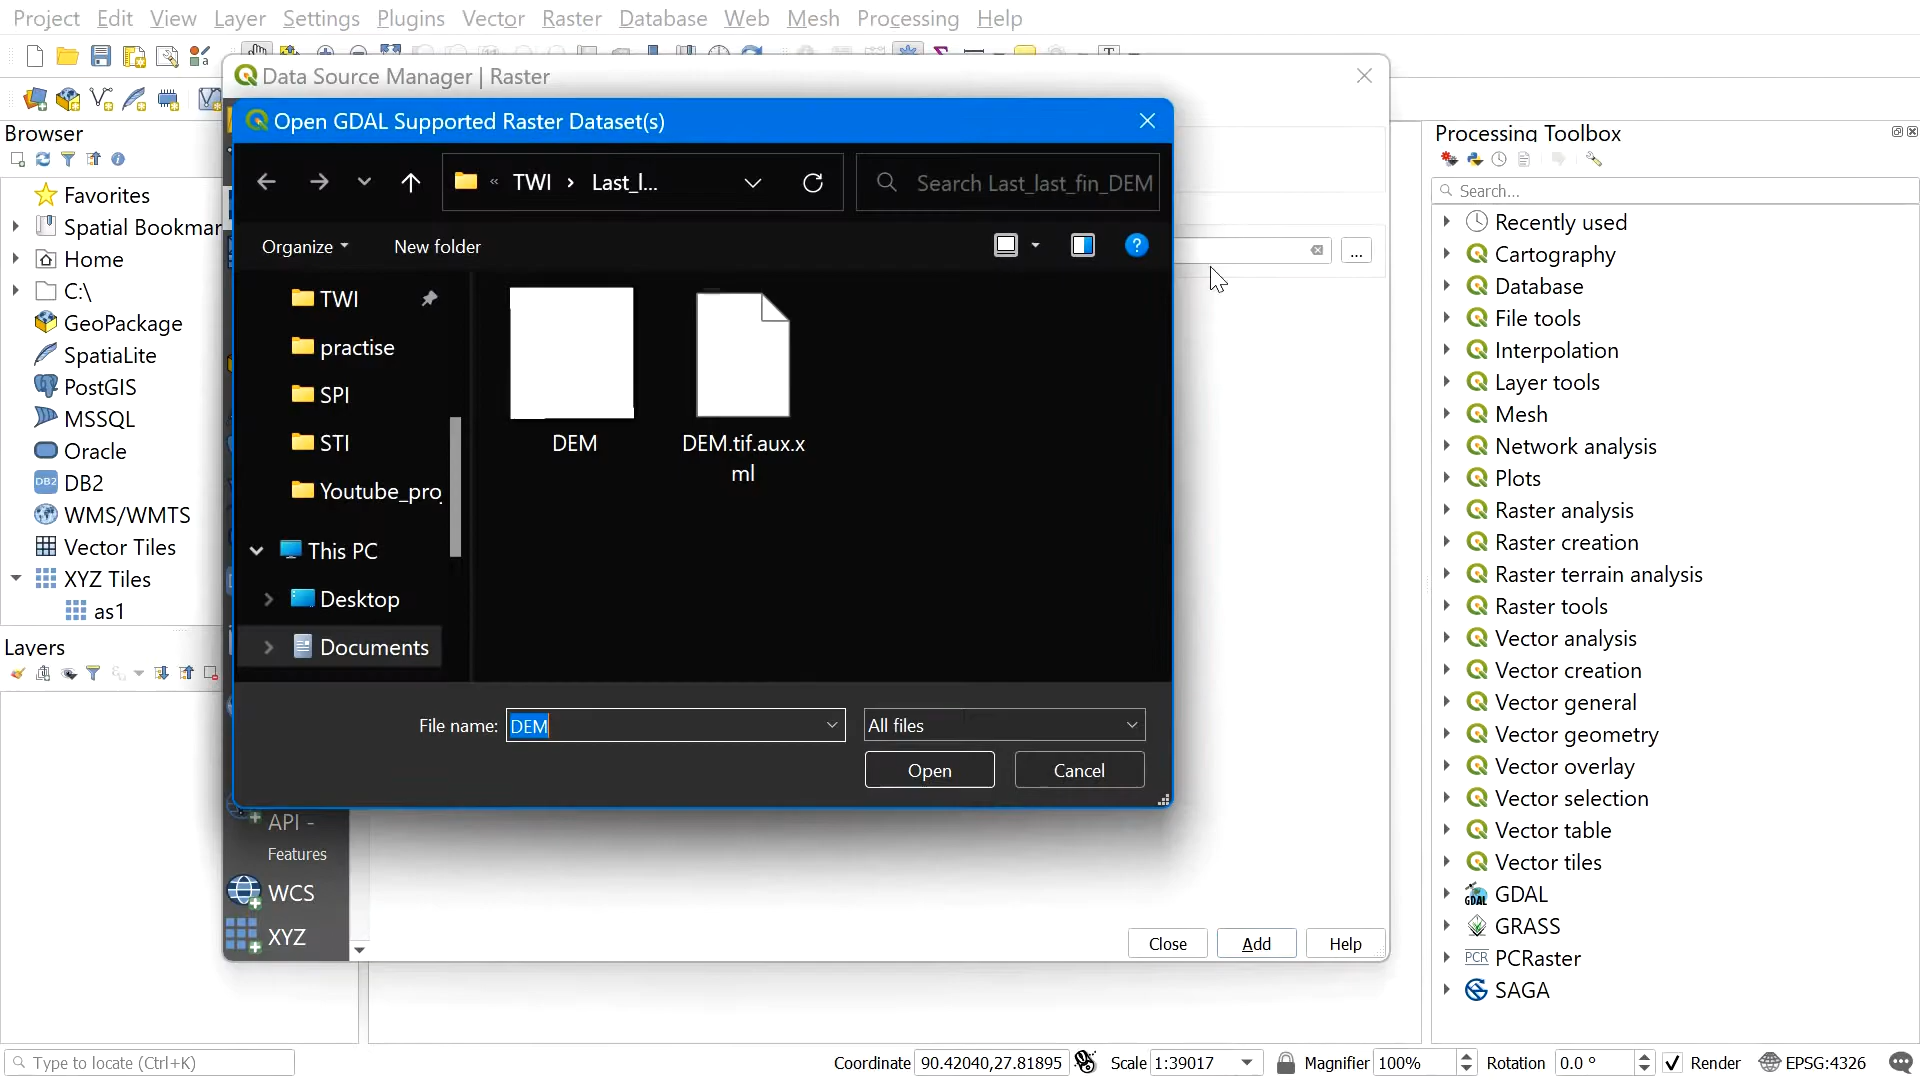 Project Edit View Layer Settings Plugins Vector Raster Database Web Mesh Processing Help
Data Source Manager | Raster
Open GDAL Supported Raster Dataset(s)
« TWI › Last_l...
Search Last_last_fin_DEM
Organize
New folder
TWI
practise
SPI
STI
Youtube_pro
This PC
Desktop
Documents
DEM
DEM.tif.aux.x
ml
File name: DEM
All files
Open
Cancel
...
API -
Features
WCS
XYZ
Close
Add
Help
Browser
Favorites
Spatial Bookmar
Home
C:\
GeoPackage
SpatiaLite
PostGIS
MSSQL
Oracle
DB2 DB2
WMS/WMTS
Vector Tiles
XYZ Tiles
as1
Layers
Processing Toolbox
Search...
Recently used
Cartography
Database
File tools
Interpolation
Layer tools
Mesh
Network analysis
Plots
Raster analysis
Raster creation
Raster terrain analysis
Raster tools
Vector analysis
Vector creation
Vector general
Vector geometry
Vector overlay
Vector selection
Vector table
Vector tiles
GDAL GDAL
GRASS
PCR PCRaster
SAGA
Type to locate (Ctrl+K)
Coordinate 90.42040,27.81895 Scale 1:39017 Magnifier 100% Rotation 0.0 ° Render EPSG:4326